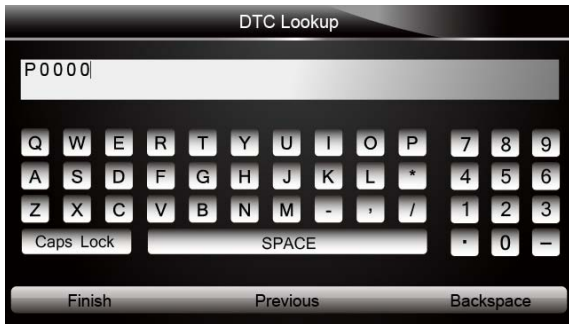 DTC Lookup
P0000
Q W E R T Y U I O P 7 8 9
A S D F G H J K L * 4 5 6
Z X C V B N M - , / 1 2 3
Caps Lock SPACE . 0 –
Finish Previous Backspace